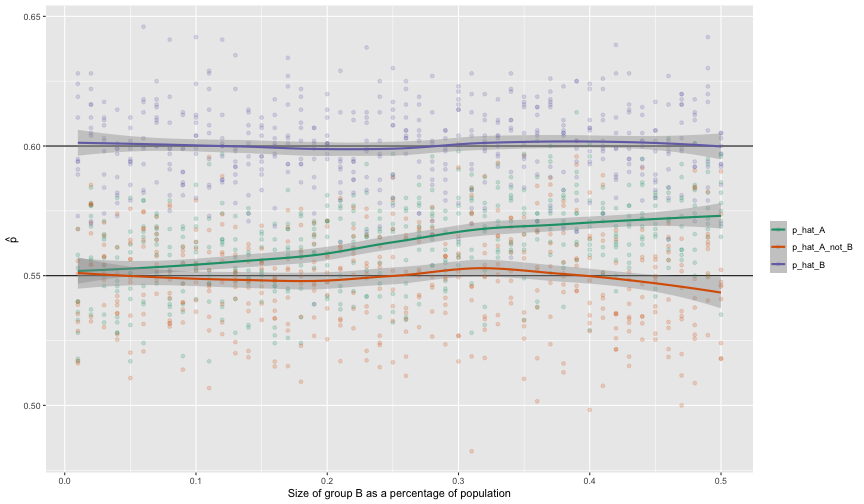 0.65
0.60
0.55
0.50
p̂
0.0
0.1
0.2
0.3
0.4
0.5
Size of group B as a percentage of population
p_hat_A
p_hat_A_not_B
p_hat_B